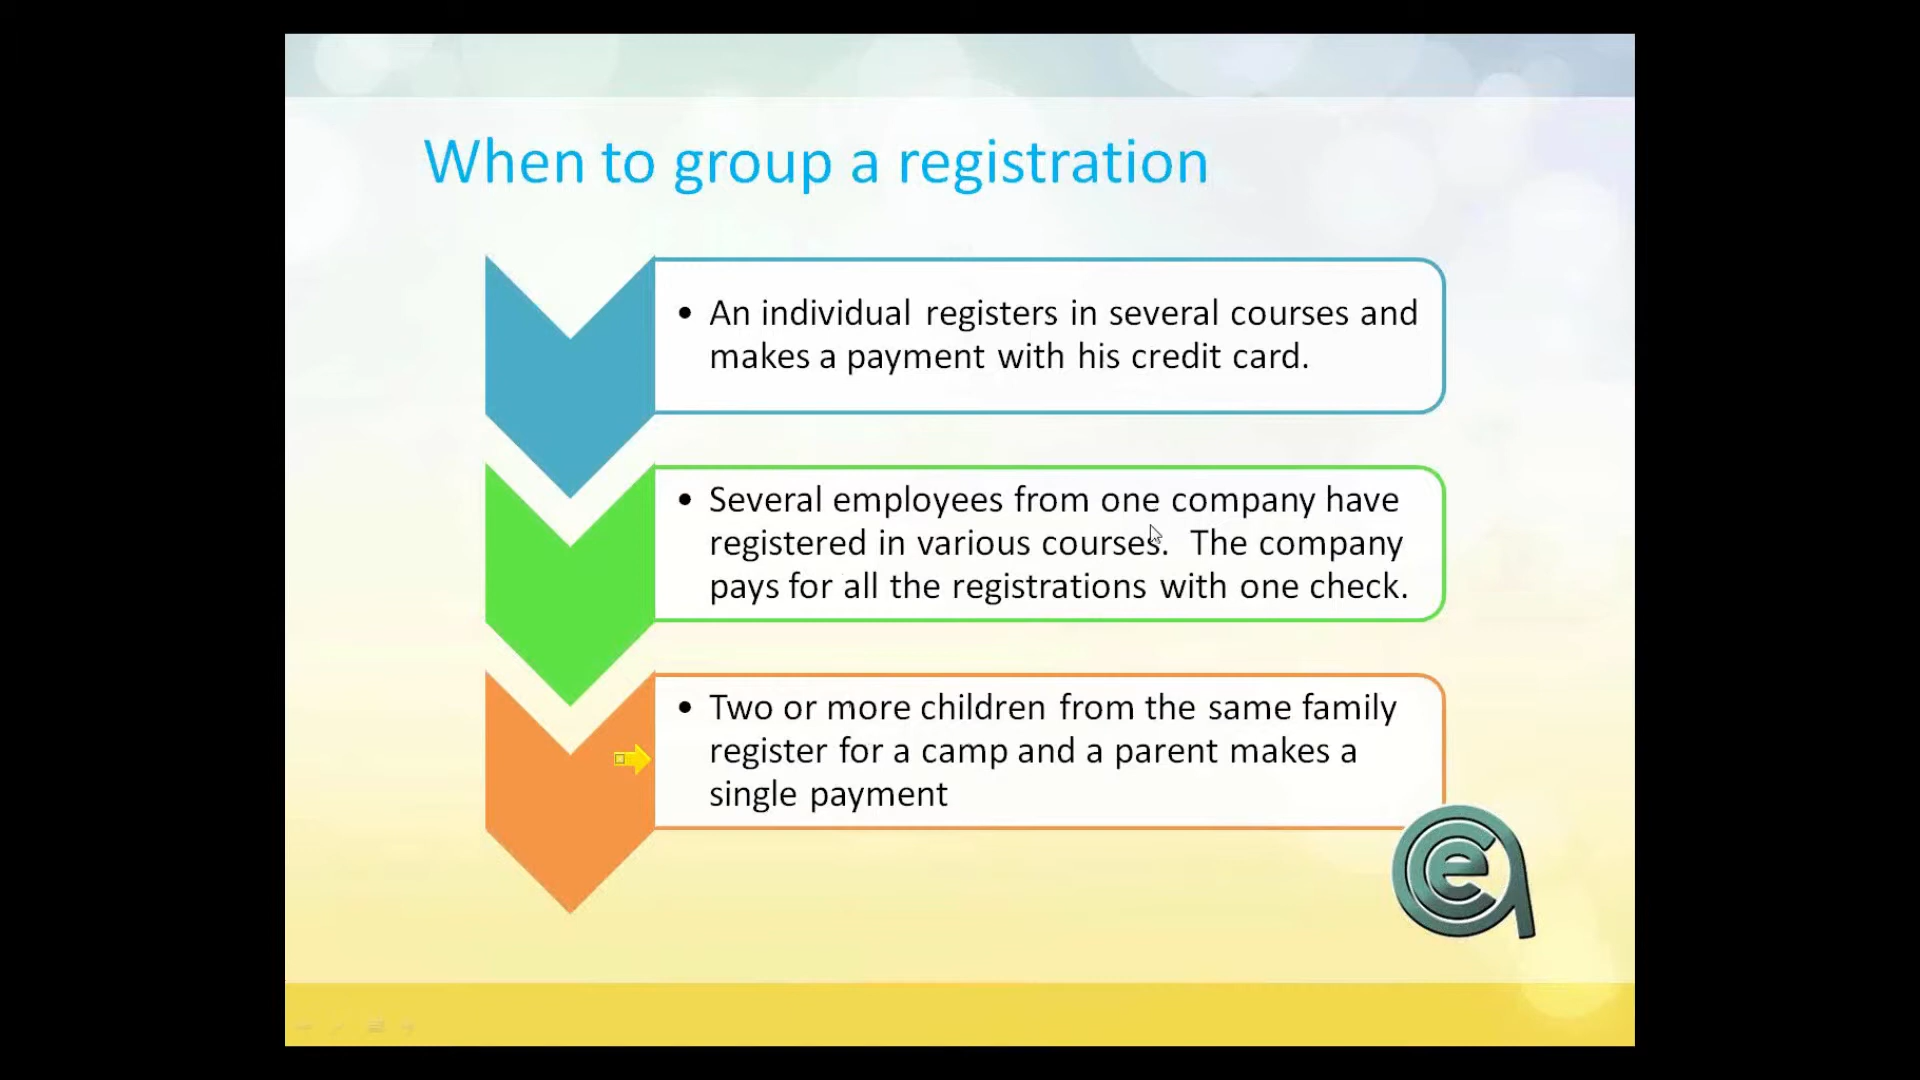 When to group a registration
• An individual registers in several courses and
makes a payment with his credit card.
• Several employees from one company have
registered in various courses.  The company
pays for all the registrations with one check.
• Two or more children from the same family
register for a camp and a parent makes a
single payment